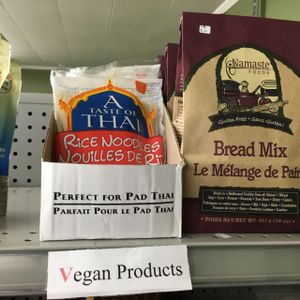 A
TASTE OF
THAI
RICE NOODLES
NOUILLES DE RI
PERFECT FOR PAD THAI
PARFAIT POUR LE PAD THAI
Vegan Products
Namaste
FOODS
Gluten Free • Sans Gluten!
Bread Mix
Le Mélange de Pain